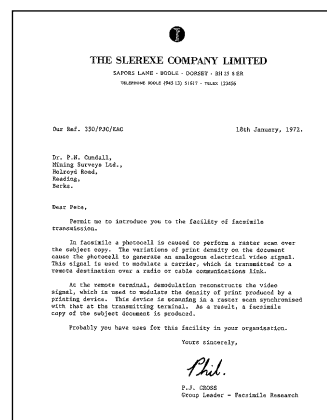 THE SLEREXE COMPANY LIMITED
SAPORS LANE - BOOLE - DORSET - BH 25 8 ER
TELEPHONE BOOLE (945 13) 51617 - TELEX 123456
Our Ref. 350/PJC/EAC
18th January, 1972.
Dr. P.N. Cundall,
Mining Surveys Ltd.,
Holroyd Road,
Reading,
Berks.
Dear Pete,
Permit me to introduce you to the facility of facsimile
transmission.
In facsimile a photocell is caused to perform a raster scan over
the subject copy. The variations of print density on the document
cause the photocell to generate an analogous electrical video signal.
This signal is used to modulate a carrier, which is transmitted to a
remote destination over a radio or cable communications link.
At the remote terminal, demodulation reconstructs the video
signal, which is used to modulate the density of print produced by a
printing device. This device is scanning in a raster scan synchronised
with that at the transmitting terminal. As a result, a facsimile
copy of the subject document is produced.
Probably you have uses for this facility in your organisation.
Yours sincerely,
Phil.
P.J. CROSS
Group Leader - Facsimile Research